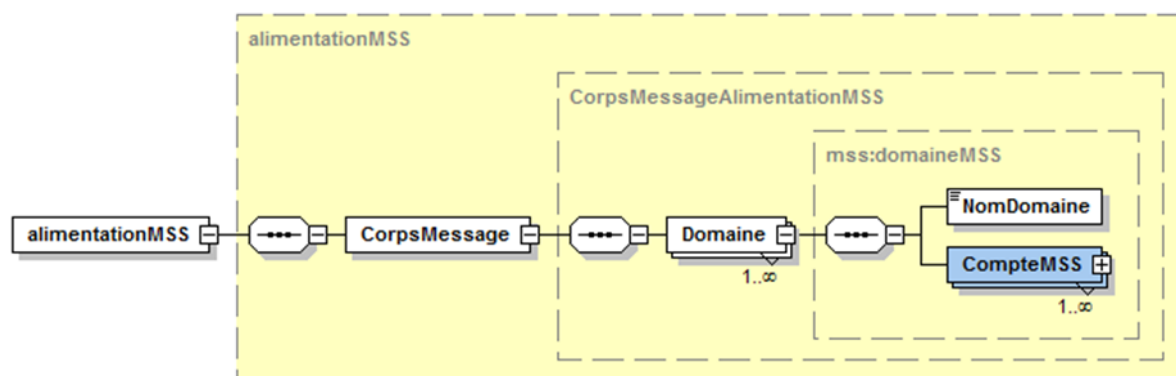 alimentationMSS
CorpsMessageAlimentationMSS
mss:domaineMSS
alimentationMSS
CorpsMessage
Domaine
1..∞
NomDomaine
CompteMSS
1..∞